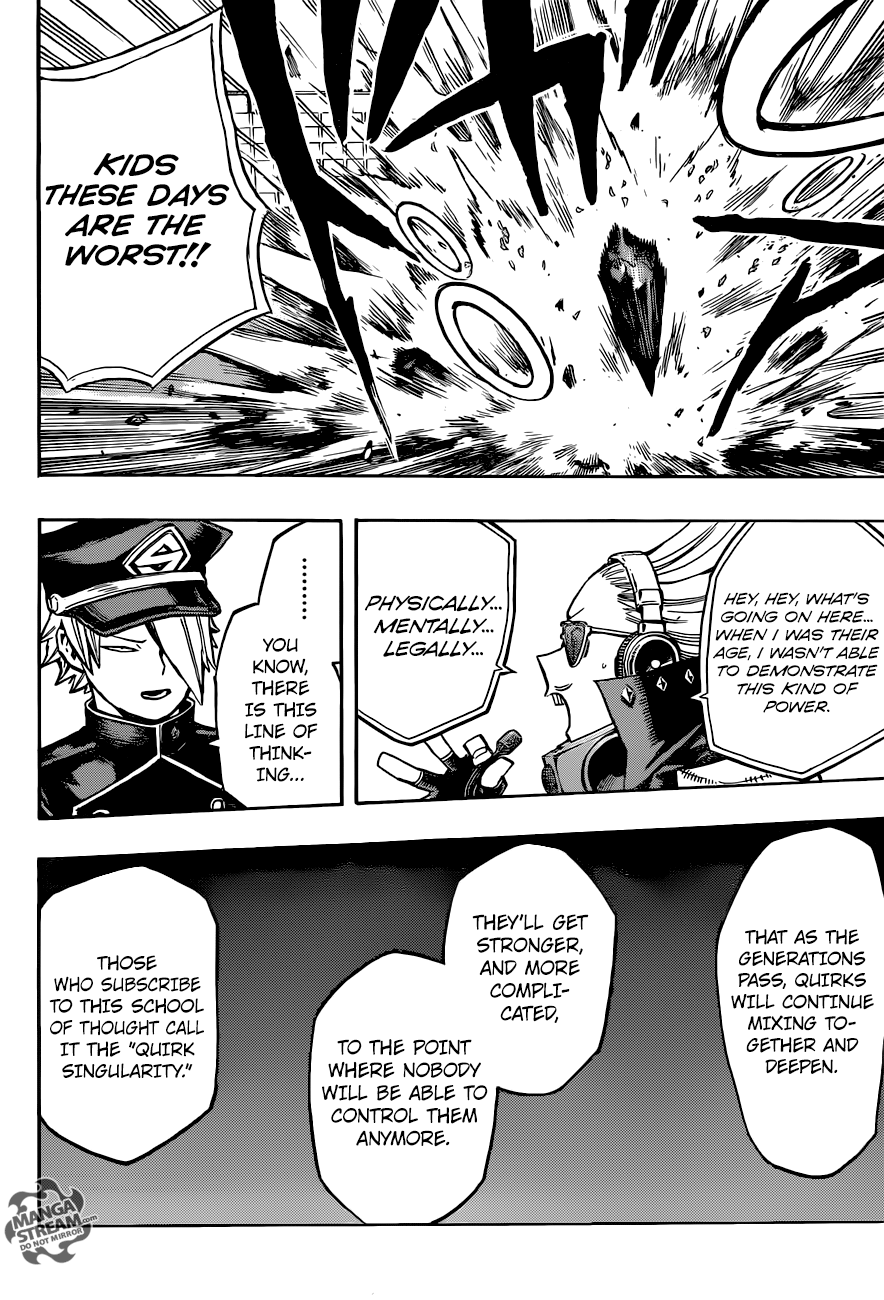 KIDS
THESE DAYS
ARE THE
WORST!!
HEY, HEY, WHAT'S
GOING ON HERE...
WHEN I WAS THEIR
AGE, I WASN'T ABLE
TO DEMONSTRATE
THIS KIND OF
POWER.
PHYSICALLY...
MENTALLY...
LEGALLY...
.........
YOU
KNOW,
THERE
IS THIS
LINE OF
THINK-
ING...
THAT AS THE
GENERATIONS
PASS, QUIRKS
WILL CONTINUE
MIXING TO-
GETHER AND
DEEPEN.
THEY'LL GET
STRONGER,
AND MORE
COMPLI-
CATED,
TO THE POINT
WHERE NOBODY
WILL BE ABLE TO
CONTROL THEM
ANYMORE.
THOSE
WHO SUBSCRIBE
TO THIS SCHOOL
OF THOUGHT CALL
IT THE "QUIRK
SINGULARITY."
MANGA
STREAM.com
DO NOT MIRROR